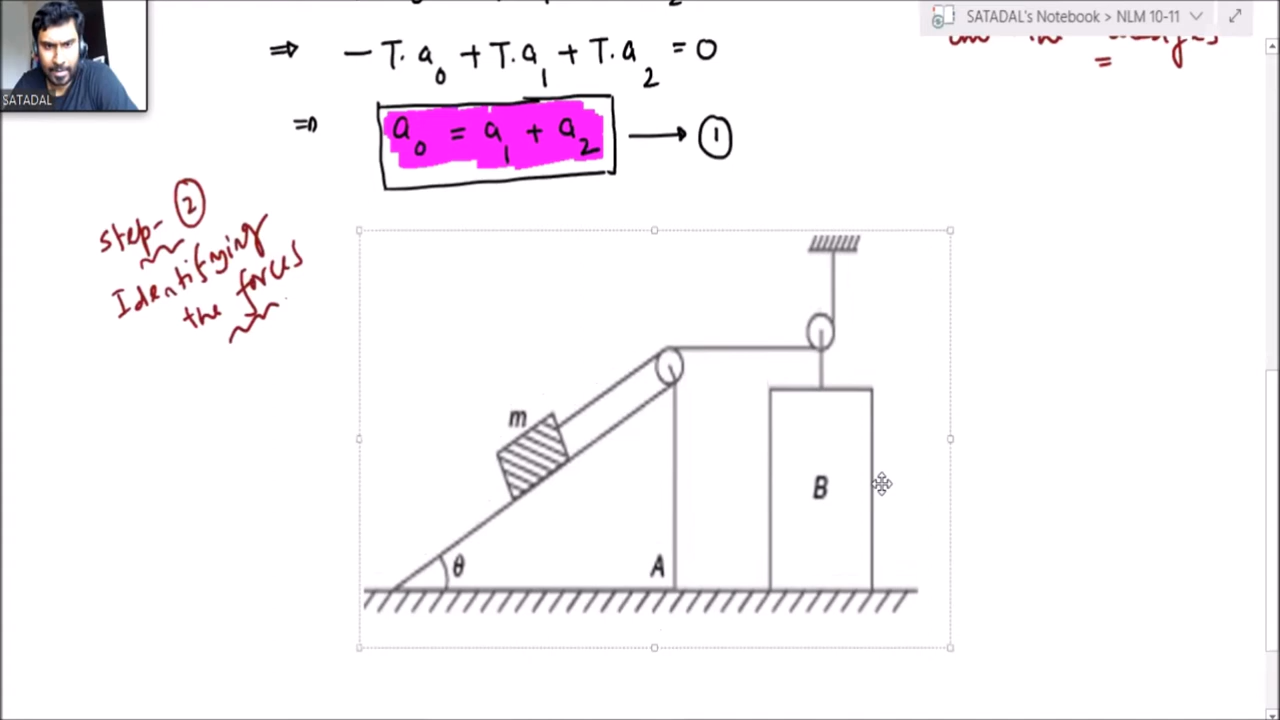 SATADAL's Notebook > NLM 10-11
⇒ - T. a₀ + T. a₁ + T. a₂ = 0
SATADAL
⇒ a₀ = a₁ + a₂ → ①
step- ②
Identifying
the forces
m
θ
A
B